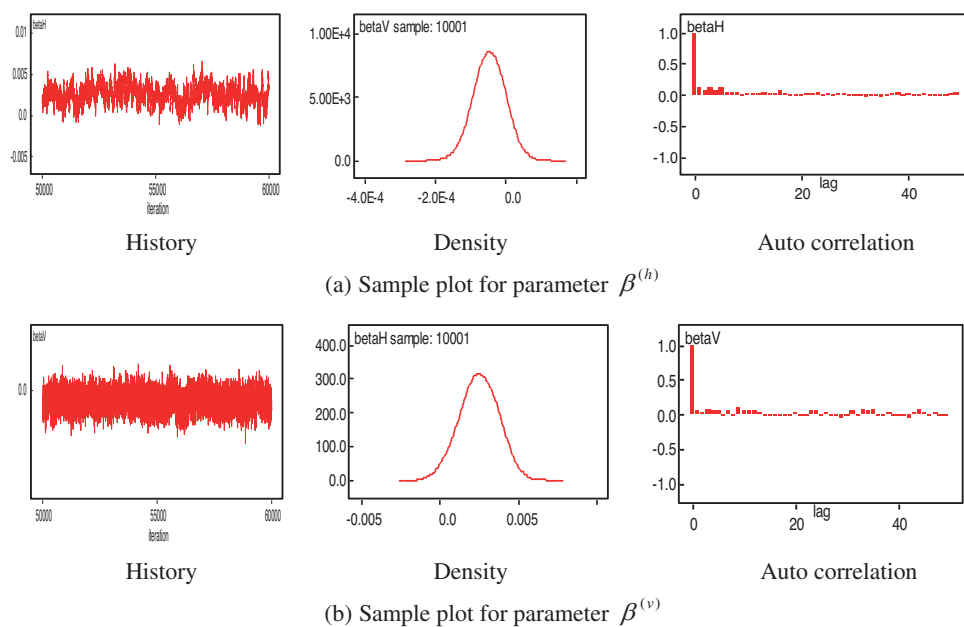 betaH
0.01
0.005
0.0
-0.005
50000 55000 60000
iteration
betaV sample: 10001
1.00E+4
5.00E+3
0.0
-4.0E-4 -2.0E-4 0.0
betaH
1.0
0.5
0.0
-0.5
-1.0
0 20 40
lag
History Density Auto correlation
(a) Sample plot for parameter β^(h)
betaV
0.0
50000 55000 60000
iteration
betaH sample: 10001
400.0
300.0
200.0
100.0
0.0
-0.005 0.0 0.005
betaV
1.0
0.5
0.0
-0.5
-1.0
0 20 40
lag
History Density Auto correlation
(b) Sample plot for parameter β^(v)